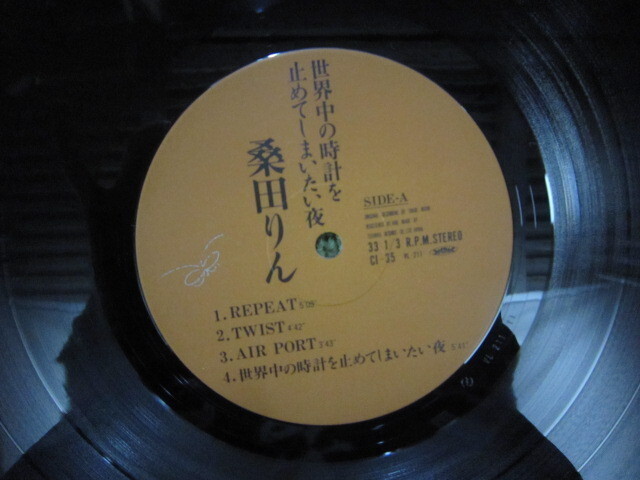 世界中の時計を
止めてしまいたい夜
桑田りん
SIDE-A
33 1/3 R.P.M. STEREO
CI-35
1. REPEAT
2. TWIST 4'42"
3. AIR PORT
4. 世界中の時計を止めてしまいたい夜